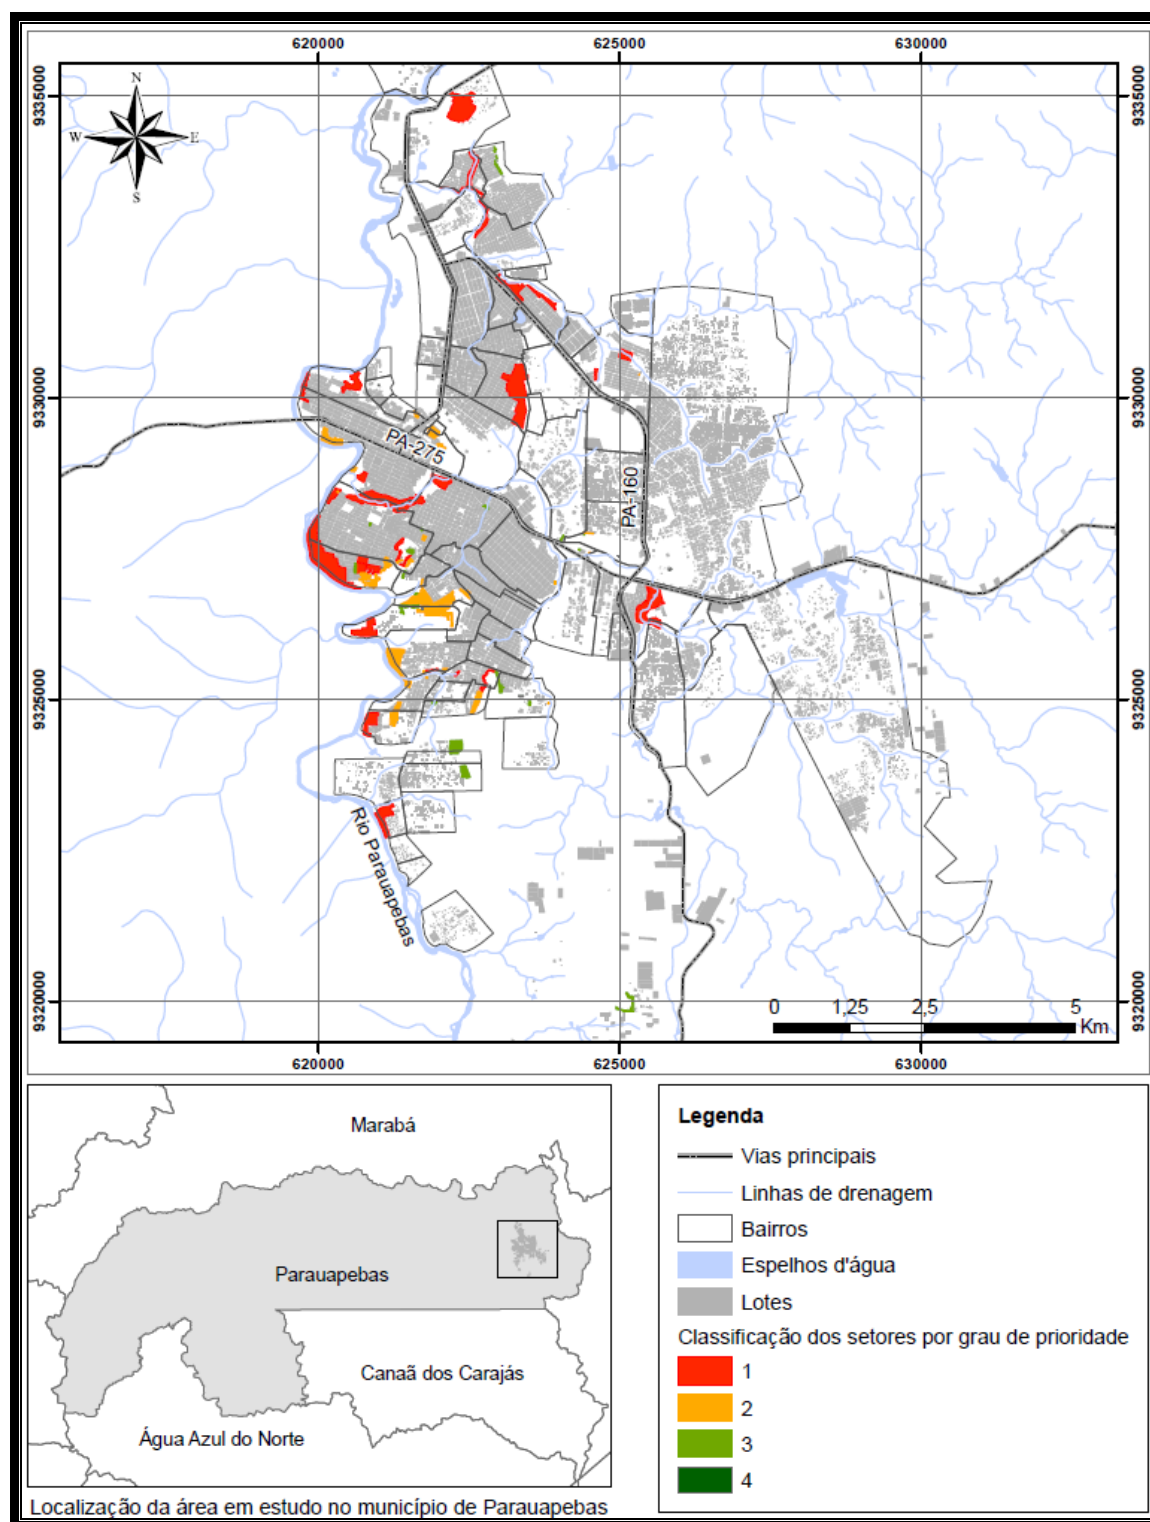 620000 625000 630000
9335000 9335000
N
W E
S
9330000 9330000
PA-275
PA-160
9325000 9325000
Rio Parauapebas
9320000 9320000
0 1,25 2,5 5
Km
620000 625000 630000
Marabá
Parauapebas
Canaã dos Carajás
Água Azul do Norte
Localização da área em estudo no município de Parauapebas
Legenda
Vias principais
Linhas de drenagem
Bairros
Espelhos d'água
Lotes
Classificação dos setores por grau de prioridade
1
2
3
4